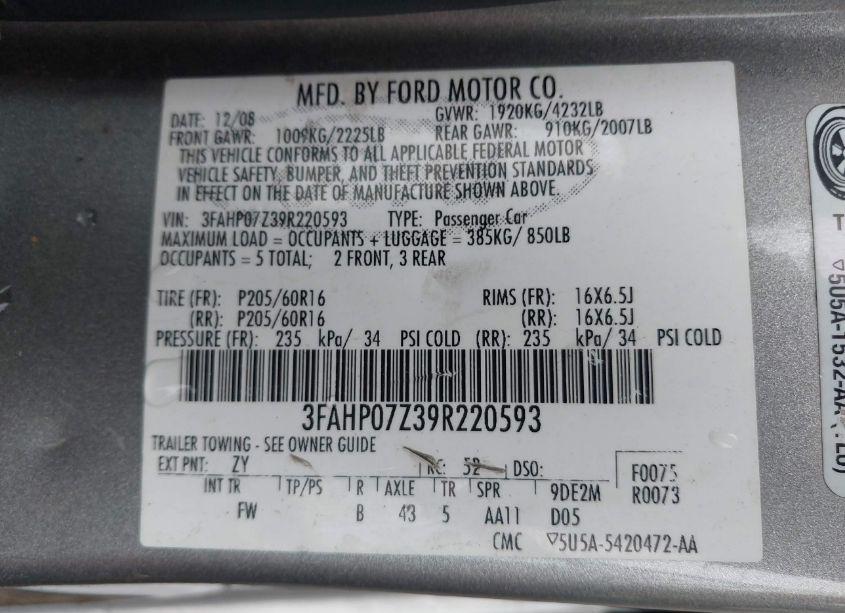 MFD. BY FORD MOTOR CO.
DATE: 12/08 GVWR: 1920KG/4232LB
FRONT GAWR: 1009KG/2225LB REAR GAWR: 910KG/2007LB
THIS VEHICLE CONFORMS TO ALL APPLICABLE FEDERAL MOTOR
VEHICLE SAFETY, BUMPER, AND THEFT PREVENTION STANDARDS
IN EFFECT ON THE DATE OF MANUFACTURE SHOWN ABOVE.
VIN: 3FAHP07Z39R220593 TYPE: Passenger Car
MAXIMUM LOAD = OCCUPANTS + LUGGAGE = 385KG/ 850LB
OCCUPANTS = 5 TOTAL; 2 FRONT, 3 REAR
TIRE (FR): P205/60R16 RIMS (FR): 16X6.5J
(RR): P205/60R16 (RR): 16X6.5J
PRESSURE (FR): 235 kPa/ 34 PSI COLD (RR): 235 kPa/ 34 PSI COLD
3FAHP07Z39R220593
TRAILER TOWING - SEE OWNER GUIDE
EXT PNT: ZY RC: 52 DSO: F0075
INT TR TP/PS R AXLE TR SPR 9DE2M R0073
FW B 43 5 AA11 D05
CMC ▽5U5A-5420472-AA